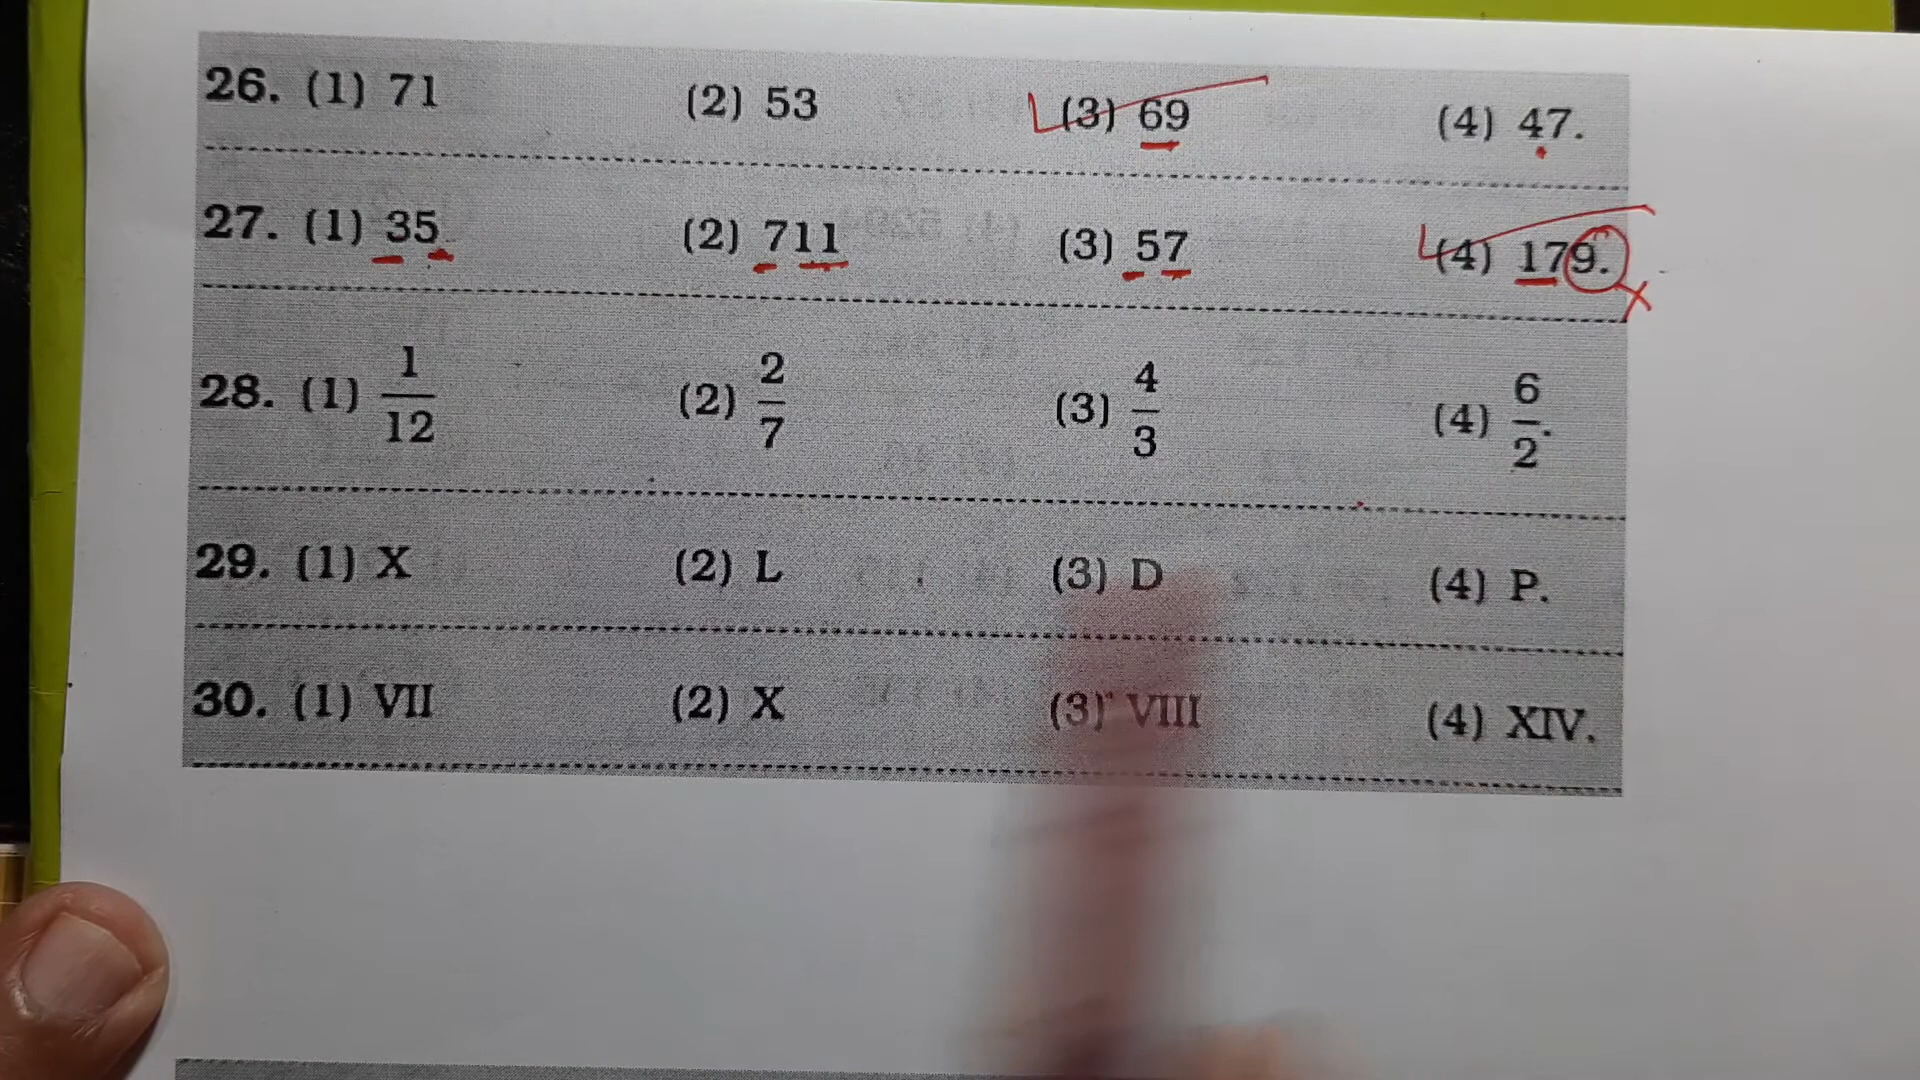 26. (1) 71 (2) 53 (3) 69 (4) 47.
27. (1) 35 (2) 711 (3) 57 (4) 179.
28. (1) 1/12 (2) 2/7 (3) 4/3 (4) 6/2.
29. (1) X (2) L (3) D (4) P.
30. (1) VII (2) X (3) VIII (4) XIV.